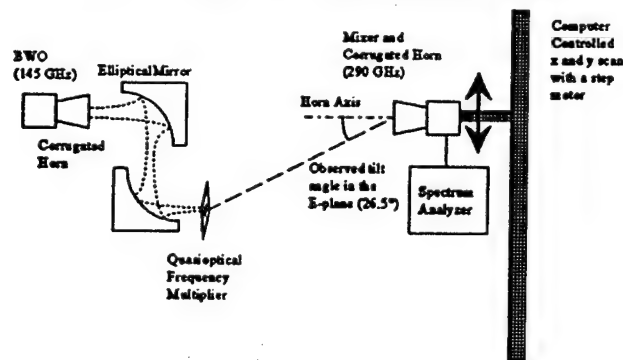 BWO
(145 GHz)
Elliptical Mirror
Corrugated
Horn
Quasioptical
Frequency
Multiplier
Horn Axis
Observed tilt
angle in the
E-plane (26.5°)
Mixer and
Corrugated Horn
(290 GHz)
Spectrum
Analyzer
Computer
Controlled
x and y scan
with a step
motor